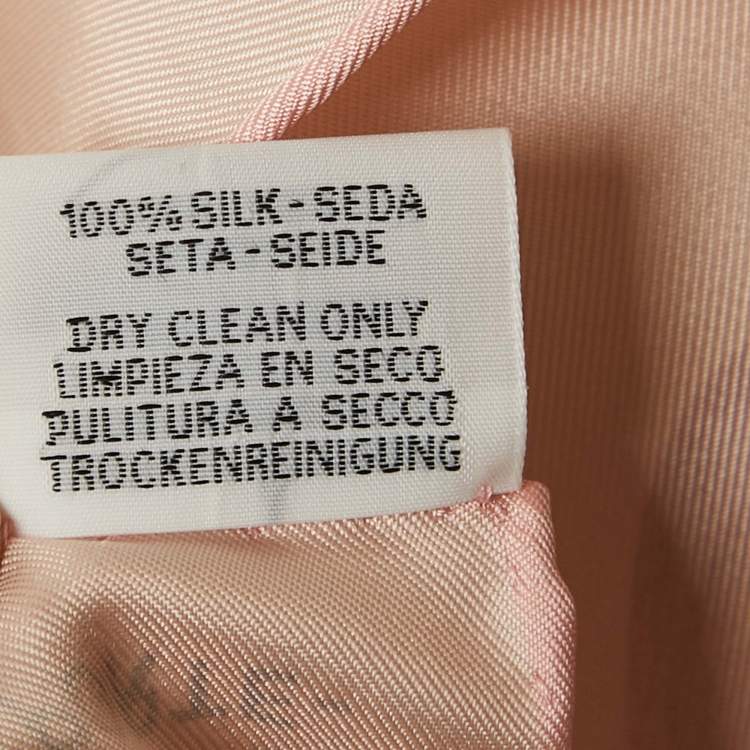 100% SILK - SEDA
SETA - SEIDE
DRY CLEAN ONLY
LIMPIEZA EN SECO
PULITURA A SECCO
TROCKENREINIGUNG